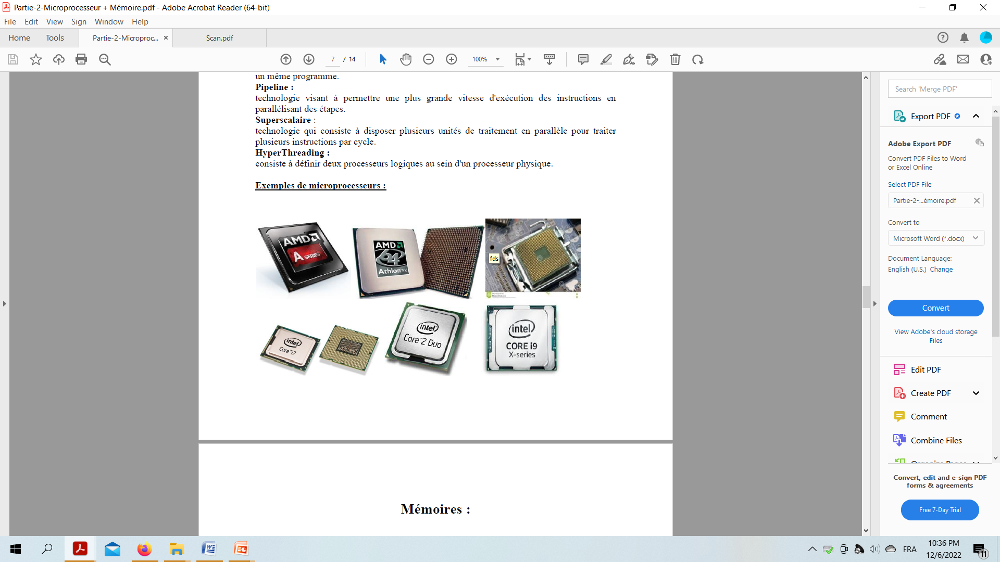 Partie-2-Microprocesseur + Mémoire.pdf - Adobe Acrobat Reader (64-bit)
File Edit View Sign Window Help
Home Tools Partie-2-Microproc... Scan.pdf
7 / 14 100%
un même programme.
Pipeline :
technologie visant à permettre une plus grande vitesse d'exécution des instructions en
parallélisant des étapes.
Superscalaire :
technologie qui consiste à disposer plusieurs unités de traitement en parallèle pour traiter
plusieurs instructions par cycle.
HyperThreading :
consiste à définir deux processeurs logiques au sein d'un processeur physique.
Exemples de microprocesseurs :
AMD
A SERIES
AMD
64
Athlon FX
fds
intel
Core™i7
intel
Core™2 Duo
intel
CORE i9
X-series
Mémoires :
Search 'Merge PDF'
Export PDF
Adobe Export PDF
Convert PDF Files to Word
or Excel Online
Select PDF File
Partie-2-...émoire.pdf
Convert to
Microsoft Word (*.docx)
Document Language:
English (U.S.) Change
Convert
View Adobe's cloud storage
Files
Edit PDF
Create PDF
Comment
Combine Files
Organize Pages
Convert, edit and e-sign PDF
forms & agreements
Free 7-Day Trial
FRA
10:36 PM
12/6/2022
11